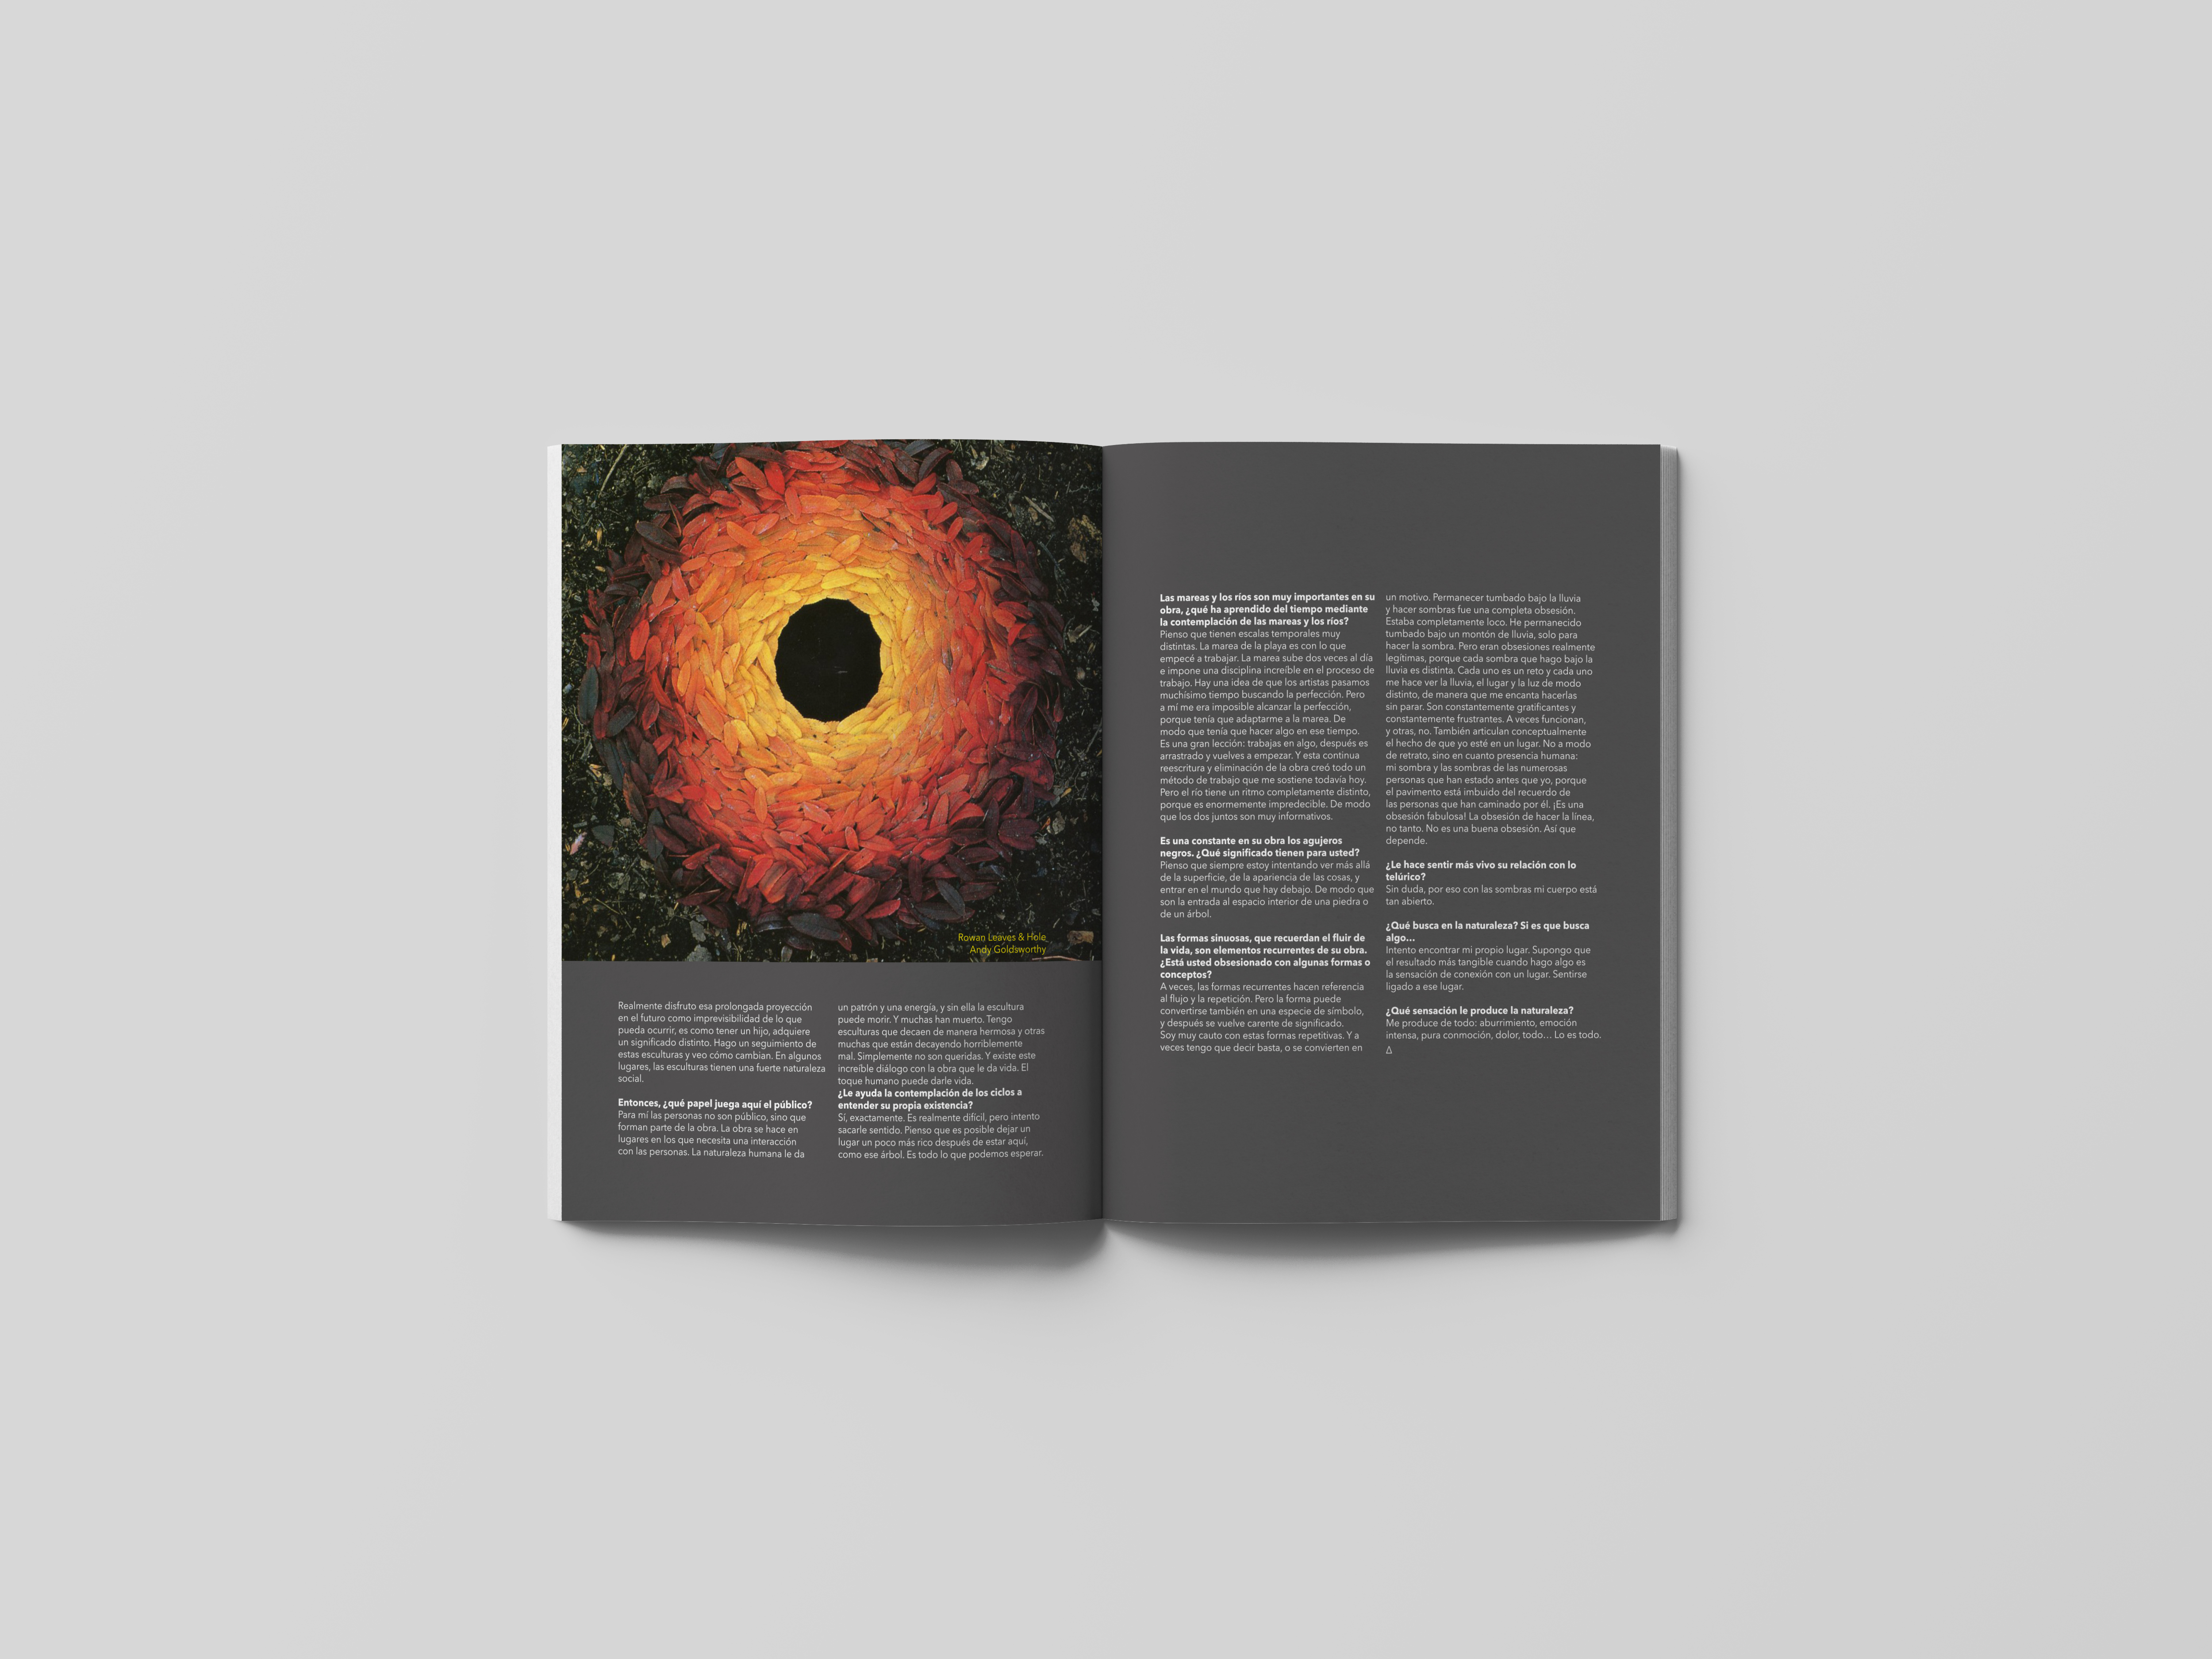 Rowan Leaves & Hole
Andy Goldsworthy
Realmente disfruto esa prolongada proyección
en el futuro como imprevisibilidad de lo que
pueda ocurrir, es como tener un hijo, adquiere
un significado distinto. Hago un seguimiento de
estas esculturas y veo cómo cambian. En algunos
lugares, las esculturas tienen una fuerte naturaleza
social.
Entonces, ¿qué papel juega aquí el público?
Para mí las personas no son público, sino que
forman parte de la obra. La obra se hace en
lugares en los que necesita una interacción
con las personas. La naturaleza humana le da
un patrón y una energía, y sin ella la escultura
puede morir. Y muchas han muerto. Tengo
esculturas que decaen de manera hermosa y otras
muchas que están decayendo horriblemente
mal. Simplemente no son queridas. Y existe este
increíble diálogo con la obra que le da vida. El
toque humano puede darle vida.
¿Le ayuda la contemplación de los ciclos a
entender su propia existencia?
Sí, exactamente. Es realmente difícil, pero intento
sacarle sentido. Pienso que es posible dejar un
lugar un poco más rico después de estar aquí,
como ese árbol. Es todo lo que podemos esperar.
Las mareas y los ríos son muy importantes en su
obra, ¿qué ha aprendido del tiempo mediante
la contemplación de las mareas y los ríos?
Pienso que tienen escalas temporales muy
distintas. La marea de la playa es con lo que
empecé a trabajar. La marea sube dos veces al día
e impone una disciplina increíble en el proceso de
trabajo. Hay una idea de que los artistas pasamos
muchísimo tiempo buscando la perfección. Pero
a mí me era imposible alcanzar la perfección,
porque tenía que adaptarme a la marea. De
modo que tenía que hacer algo en ese tiempo.
Es una gran lección: trabajas en algo, después es
arrastrado y vuelves a empezar. Y esta continua
reescritura y eliminación de la obra creó todo un
método de trabajo que me sostiene todavía hoy.
Pero el río tiene un ritmo completamente distinto,
porque es enormemente impredecible. De modo
que los dos juntos son muy informativos.
Es una constante en su obra los agujeros
negros. ¿Qué significado tienen para usted?
Pienso que siempre estoy intentando ver más allá
de la superficie, de la apariencia de las cosas, y
entrar en el mundo que hay debajo. De modo que
son la entrada al espacio interior de una piedra o
de un árbol.
Las formas sinuosas, que recuerdan el fluir de
la vida, son elementos recurrentes de su obra.
¿Está usted obsesionado con algunas formas o
conceptos?
A veces, las formas recurrentes hacen referencia
al flujo y la repetición. Pero la forma puede
convertirse también en una especie de símbolo,
y después se vuelve carente de significado.
Soy muy cauto con estas formas repetitivas. Y a
veces tengo que decir basta, o se convierten en
un motivo. Permanecer tumbado bajo la lluvia
y hacer sombras fue una completa obsesión.
Estaba completamente loco. He permanecido
tumbado bajo un montón de lluvia, solo para
hacer la sombra. Pero eran obsesiones realmente
legítimas, porque cada sombra que hago bajo la
lluvia es distinta. Cada uno es un reto y cada uno
me hace ver la lluvia, el lugar y la luz de modo
distinto, de manera que me encanta hacerlas
sin parar. Son constantemente gratificantes y
constantemente frustrantes. A veces funcionan,
y otras, no. También articulan conceptualmente
el hecho de que yo esté en un lugar. No a modo
de retrato, sino en cuanto presencia humana:
mi sombra y las sombras de las numerosas
personas que han estado antes que yo, porque
el pavimento está imbuido del recuerdo de
las personas que han caminado por él. ¡Es una
obsesión fabulosa! La obsesión de hacer la línea,
no tanto. No es una buena obsesión. Así que
depende.
¿Le hace sentir más vivo su relación con lo
telúrico?
Sin duda, por eso con las sombras mi cuerpo está
tan abierto.
¿Qué busca en la naturaleza? Si es que busca
algo...
Intento encontrar mi propio lugar. Supongo que
el resultado más tangible cuando hago algo es
la sensación de conexión con un lugar. Sentirse
ligado a ese lugar.
¿Qué sensación le produce la naturaleza?
Me produce de todo: aburrimiento, emoción
intensa, pura conmoción, dolor, todo... Lo es todo.
Δ